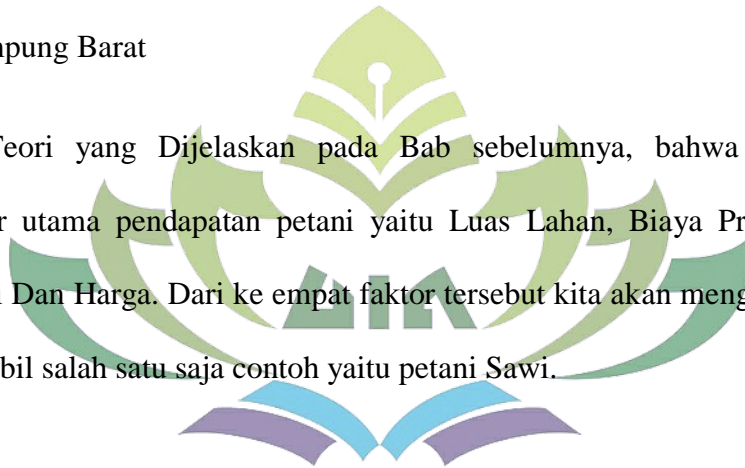 mpung Barat
Teori yang Dijelaskan pada Bab sebelumnya, bahwa
r utama pendapatan petani yaitu Luas Lahan, Biaya Pr
i Dan Harga. Dari ke empat faktor tersebut kita akan meng
bil salah satu saja contoh yaitu petani Sawi.